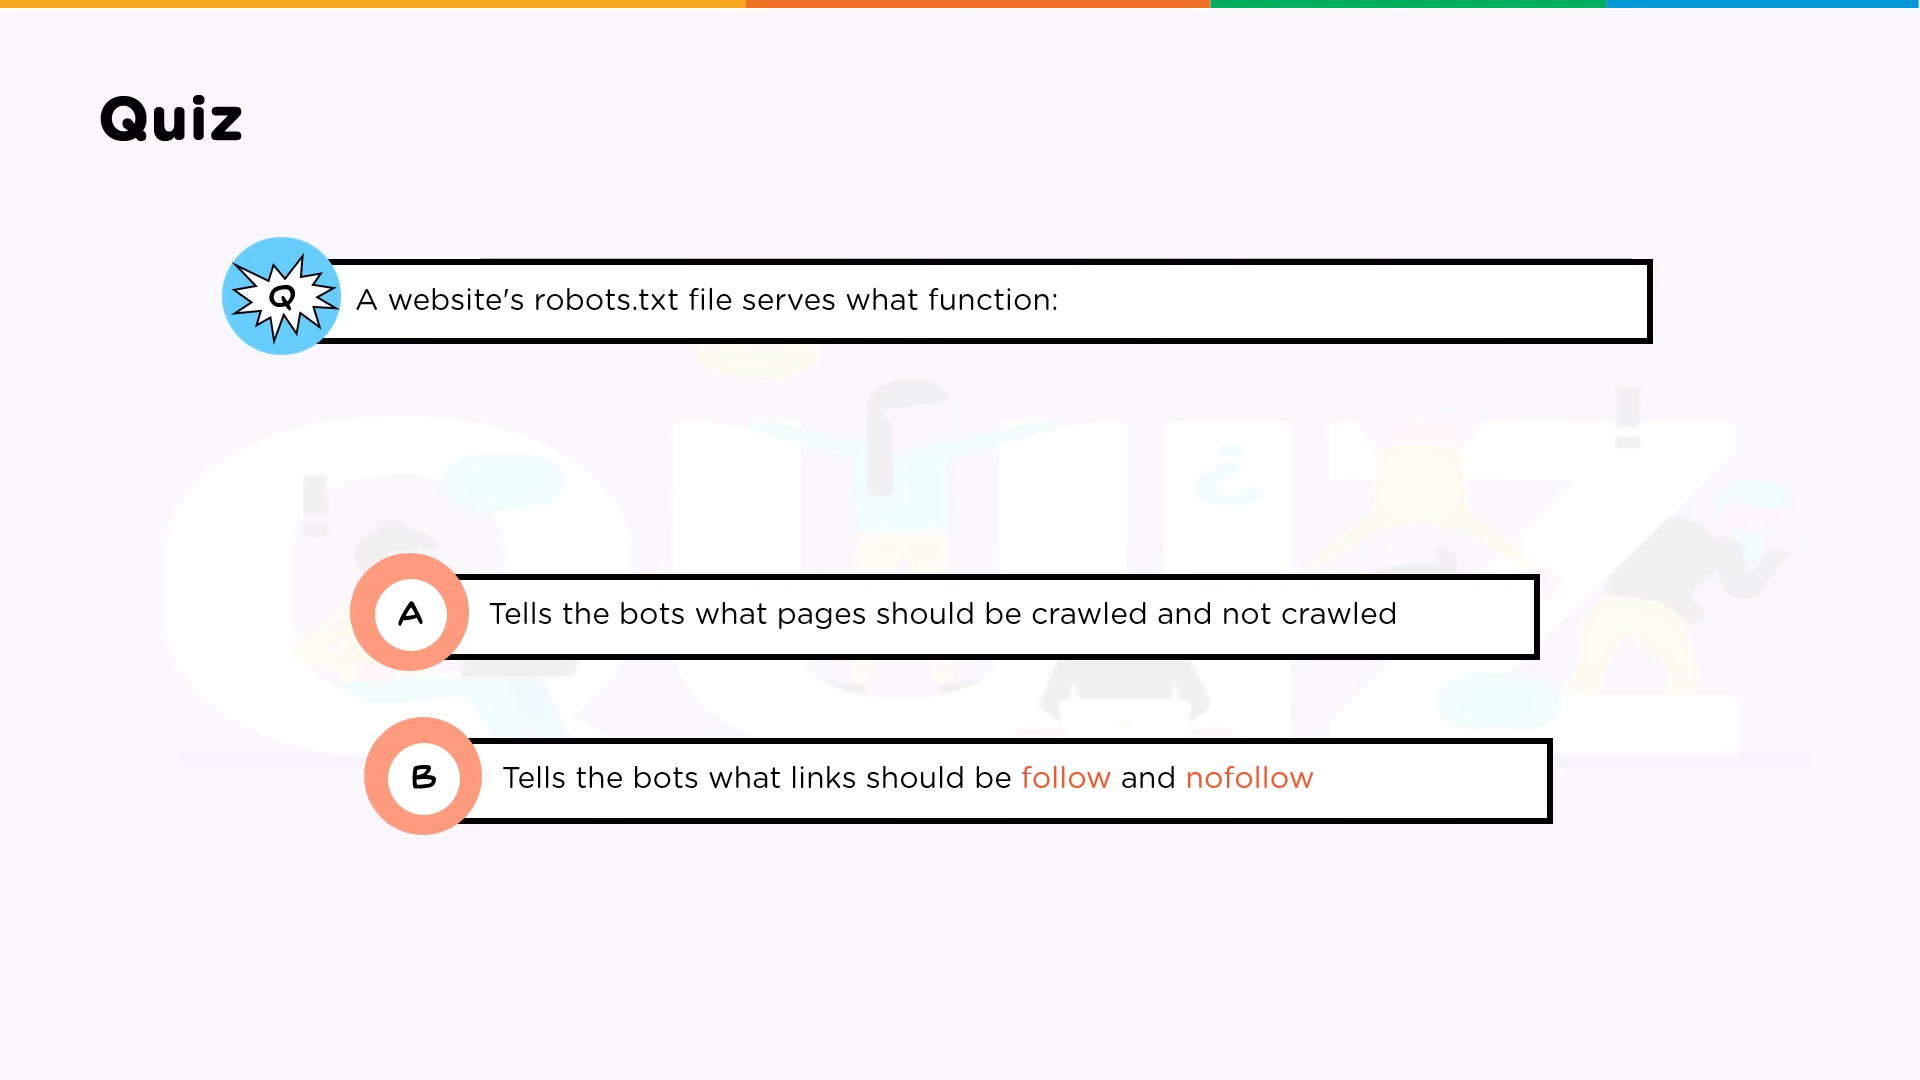 Quiz
Q
A website's robots.txt file serves what function:
QUIZ
A
Tells the bots what pages should be crawled and not crawled
B
Tells the bots what links should be follow and nofollow